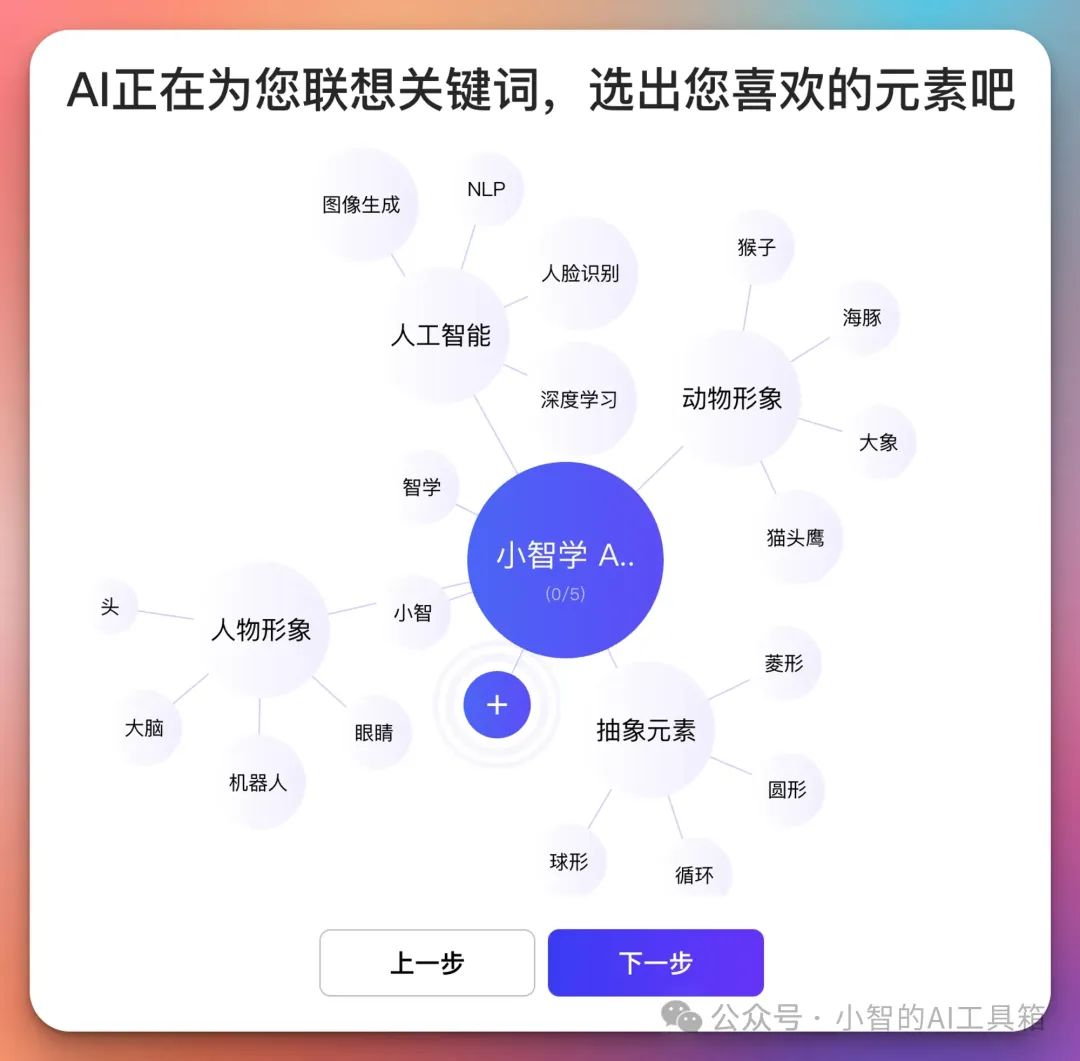 AI正在为您联想关键词，选出您喜欢的元素吧
图像生成
NLP
人脸识别
人工智能
深度学习
猴子
海豚
动物形象
大象
猫头鹰
智学
小智学 A..
(0/5)
小智
头
人物形象
大脑
机器人
眼睛
+
菱形
抽象元素
圆形
球形
循环
上一步
下一步
公众号 · 小智的AI工具箱